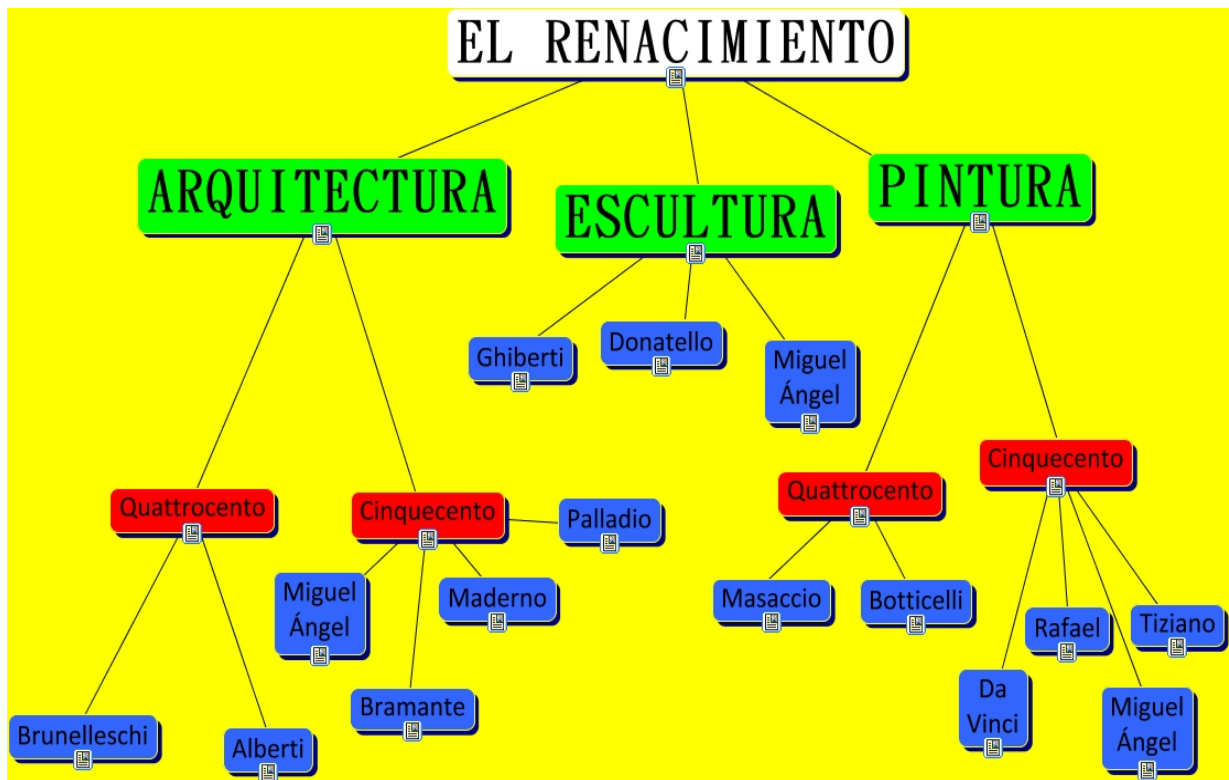 EL RENACIMIENTO
ARQUITECTURA
ESCULTURA
PINTURA
Ghiberti
Donatello
Miguel
Ángel
Quattrocento
Cinquecento
Palladio
Quattrocento
Cinquecento
Miguel
Ángel
Maderno
Masaccio
Botticelli
Rafael
Tiziano
Brunelleschi
Alberti
Bramante
Da
Vinci
Miguel
Ángel